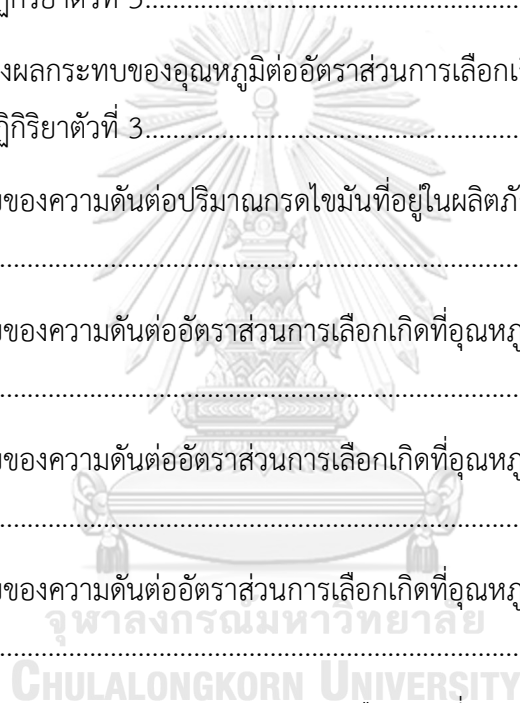 ฏิกิริยาตัวที่ 3................................................
งผลกระทบของอุณหภูมิต่ออัตราส่วนการเลือกเกิ
ฏิกิริยาตัวที่ 3................................................
ของความดันต่อปริมาณกรดไขมันที่อยู่ในผลิตภั
................................................................
ของความดันต่ออัตราส่วนการเลือกเกิดที่อุณหภู
................................................................
ของความดันต่ออัตราส่วนการเลือกเกิดที่อุณหภู
................................................................
ของความดันต่ออัตราส่วนการเลือกเกิดที่อุณหภู
จุฬาลงกรณ์มหาวิทยาลัย
................................................................
CHULALONGKORN UNIVERSITY